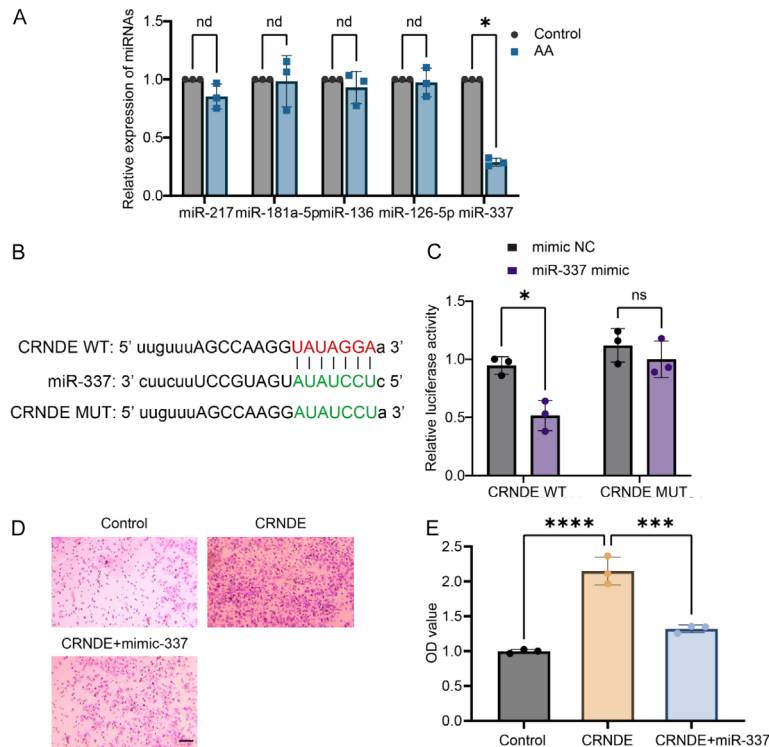 A
Relative expression of miRNAs
1.5
1.0
0.5
0.0
nd
nd
nd
nd
*
Control
AA
miR-217
miR-181a-5p
miR-136
miR-126-5p
miR-337
B
CRNDE WT: 5’ uuguuuAGCCAAGGUAUAGGAa 3’
miR-337: 3’ cuucuuUCCGUAGUAUAUCCUc 5’
CRNDE MUT: 5’ uuguuuAGCCAAGGAUAUCCUa 3’
C
mimic NC
miR-337 mimic
Relative luciferase activity
1.5
1.0
0.5
0.0
*
ns
CRNDE WT
CRNDE MUT
D
Control
CRNDE
CRNDE+mimic-337
E
OD value
2.5
2.0
1.5
1.0
0.5
0.0
****
***
Control
CRNDE
CRNDE+miR-337